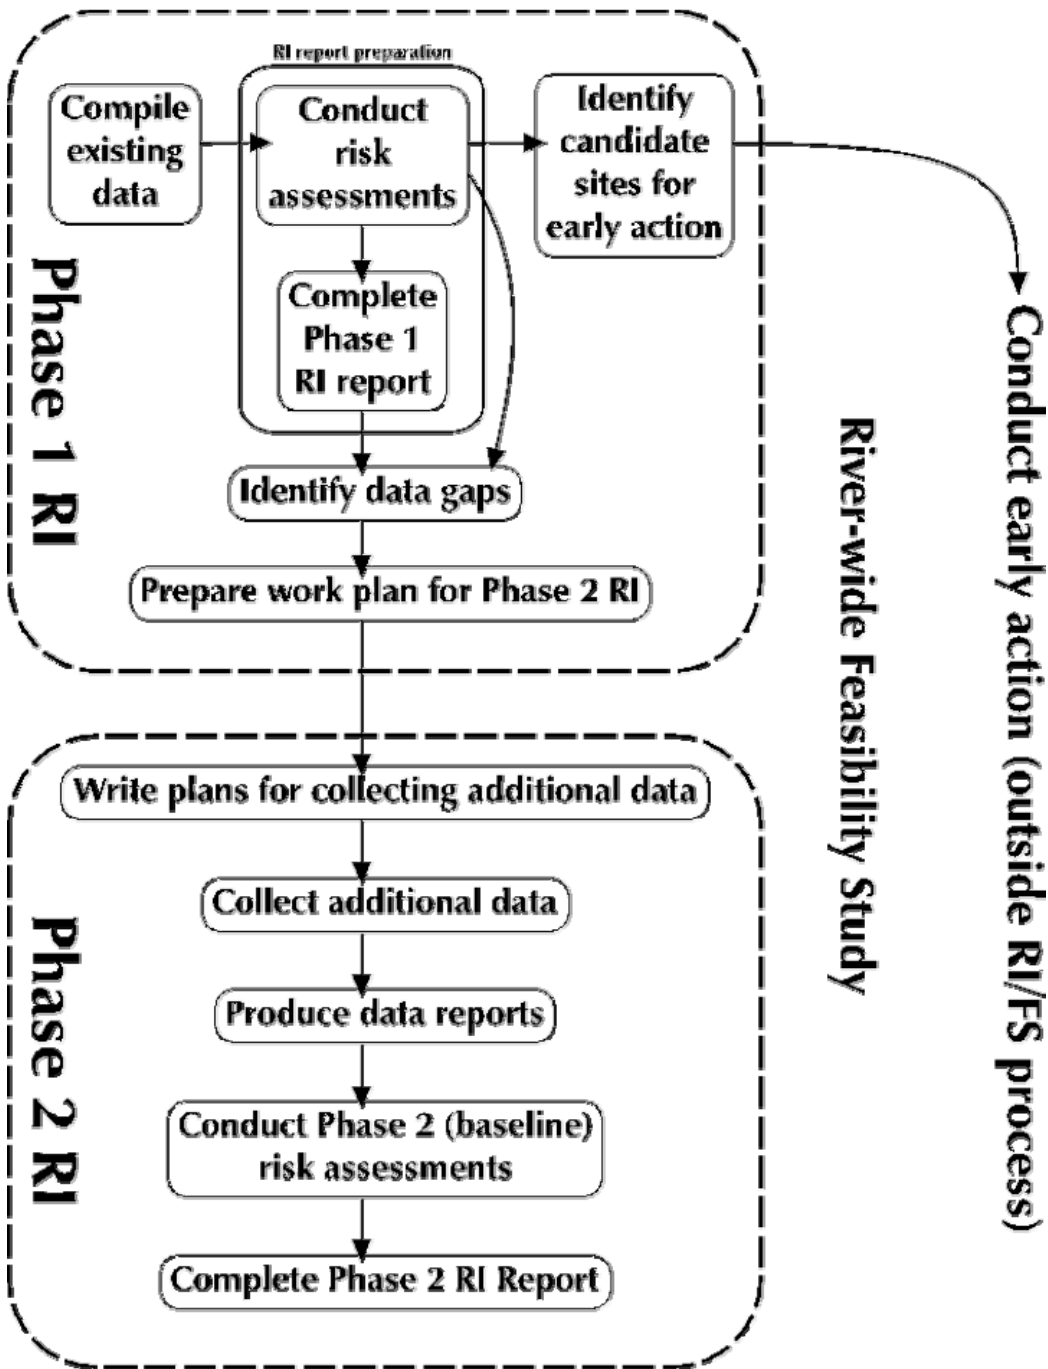 RI report preparation
Compile
existing
data
Conduct
risk
assessments
Identify
candidate
sites for
early action
Complete
Phase 1
RI report
Identify data gaps
Prepare work plan for Phase 2 RI
Phase 1 RI
Write plans for collecting additional data
Collect additional data
Produce data reports
Conduct Phase 2 (baseline)
risk assessments
Complete Phase 2 RI Report
Phase 2 RI
River-wide Feasibility Study
Conduct early action (outside RI/FS process)